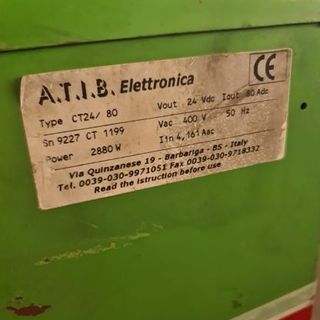 A.T.I.B. Elettronica
CE
Type CT24/ 80 Vout 24 Vdc Iout 80 Adc
Sn 9227 CT 1199 Vac 400 V 50 Hz
Power 2880 W Iin 4,161 Aac
Via Quinzanese 19 - Barbariga - BS - Italy
Tel. 0039-030-9971051 Fax 0039-030-9718332
Read the istruction before use